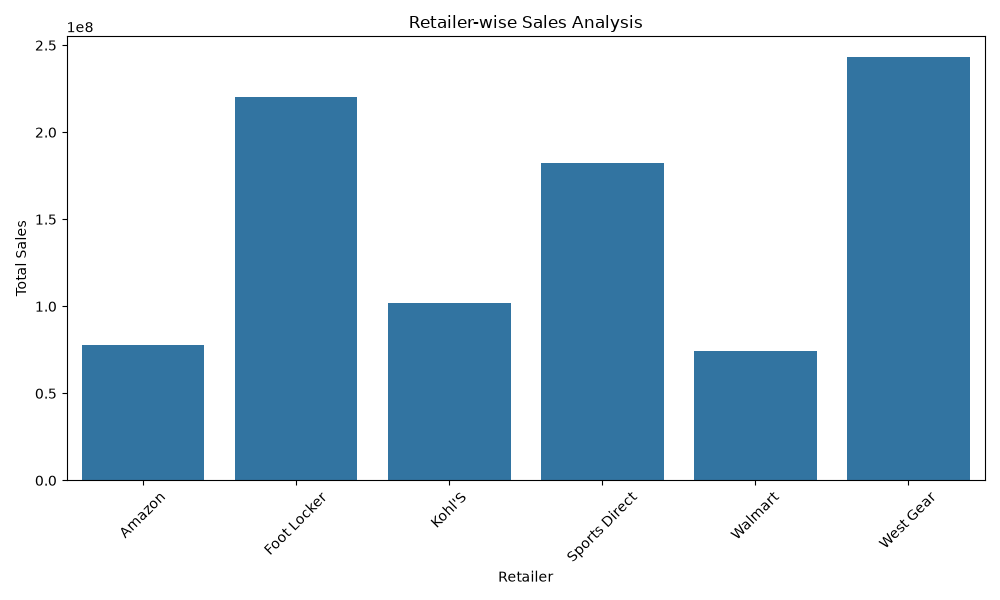 Retailer-wise Sales Analysis
1e8
2.5
2.0
1.5
1.0
0.5
0.0
Total Sales
Amazon
Foot Locker
Kohl'S
Sports Direct
Walmart
West Gear
Retailer